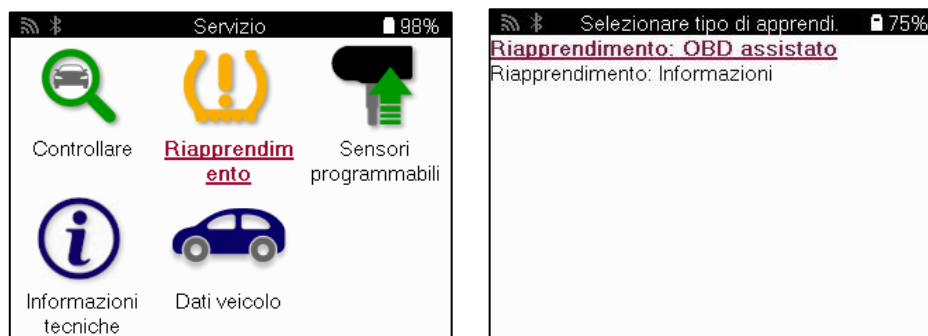 Servizio 98%
Controllare
Riapprendim
ento
Sensori
programmabili
Informazioni
tecniche
Dati veicolo
Selezionare tipo di apprendi. 75%
Riapprendimento: OBD assistato
Riapprendimento: Informazioni